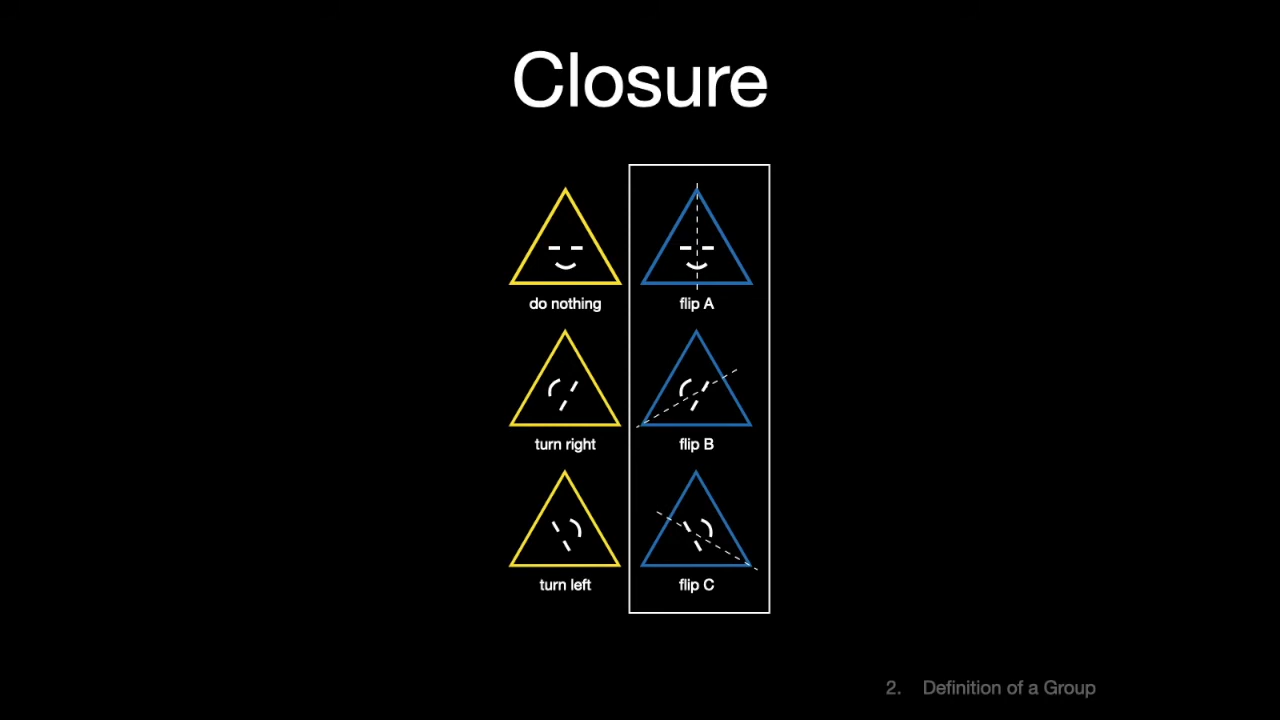 Closure
do nothing
flip A
turn right
flip B
turn left
flip C
2. Definition of a Group